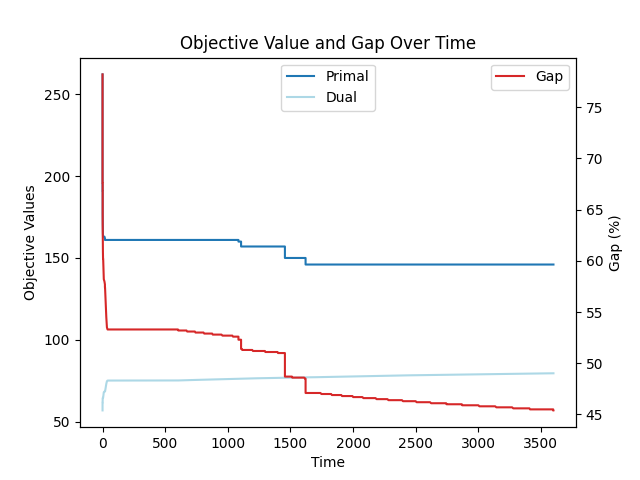 Objective Value and Gap Over Time
Primal
Dual
Gap
Objective Values
250
200
150
100
50
75
70
65
60
55
50
45
Gap (%)
0 500 1000 1500 2000 2500 3000 3500
Time